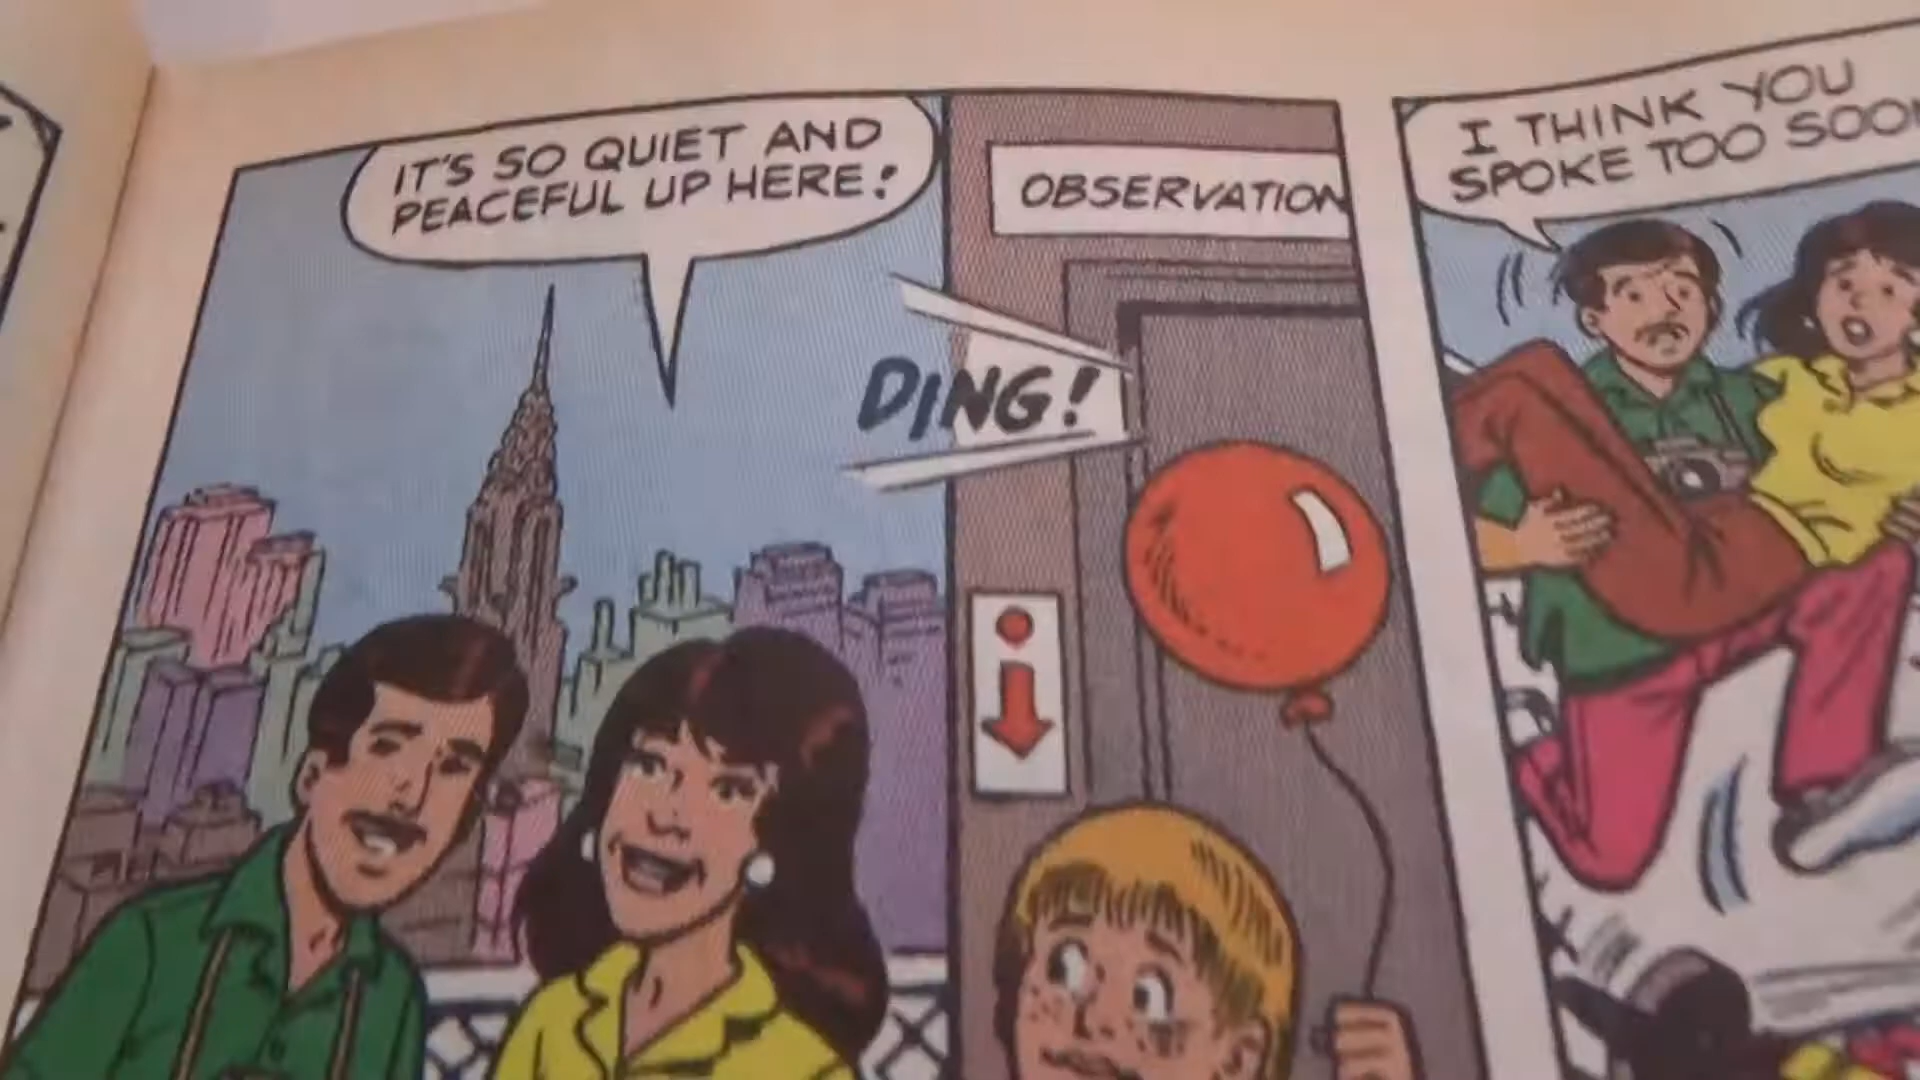 IT'S SO QUIET AND
PEACEFUL UP HERE!
OBSERVATION
DING!
I THINK YOU
SPOKE TOO